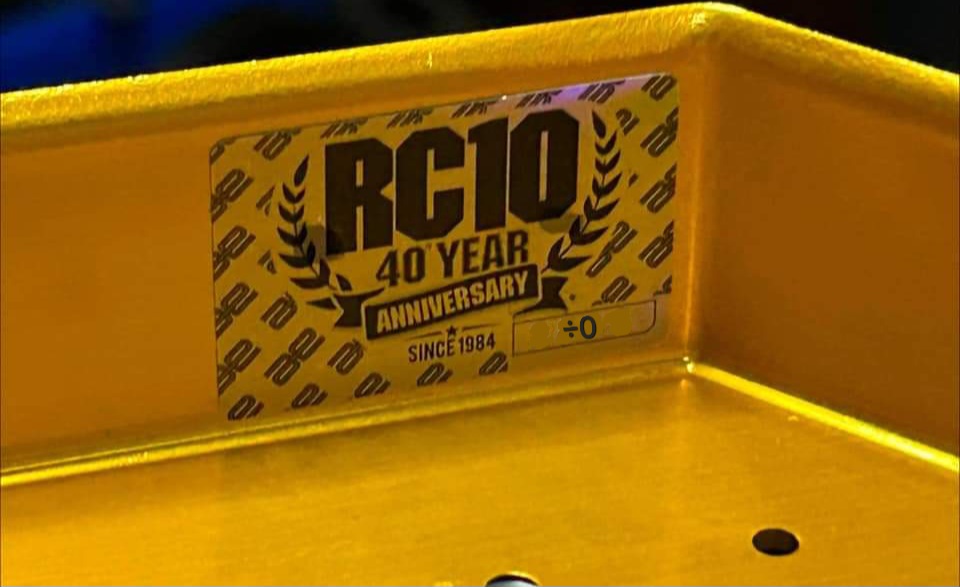 RC10
40 YEAR
ANNIVERSARY
SINCE 1984
÷0